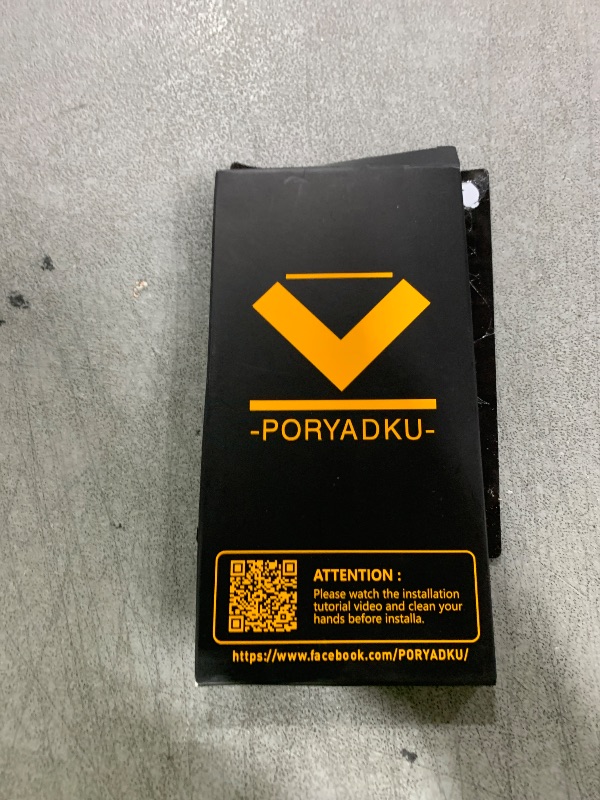 -PORYADKU-
ATTENTION :
Please watch the installation
tutorial video and clean your
hands before installa.
https://www.facebook.com/PORYADKU/